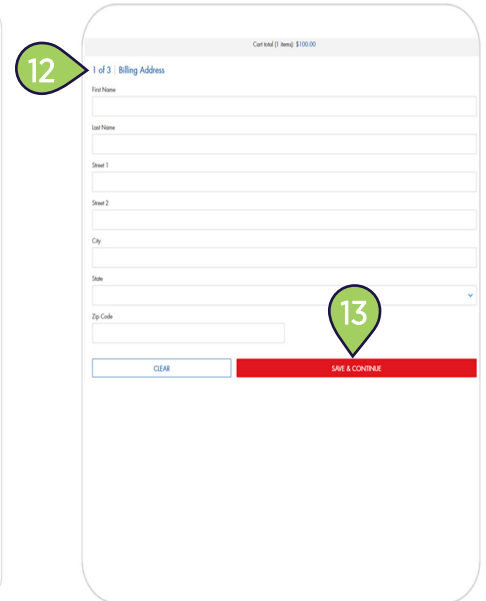 Cart total (1 items) $100.00
12
1 of 3 | Billing Address
First Name
Last Name
Street 1
Street 2
City
State
Zip Code
13
CLEAR
SAVE & CONTINUE